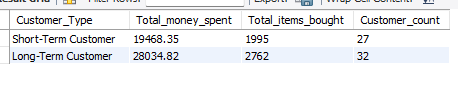 Customer_Type Total_money_spent Total_items_bought Customer_count
Short-Term Customer 19468.35 1995 27
Long-Term Customer 28034.82 2762 32